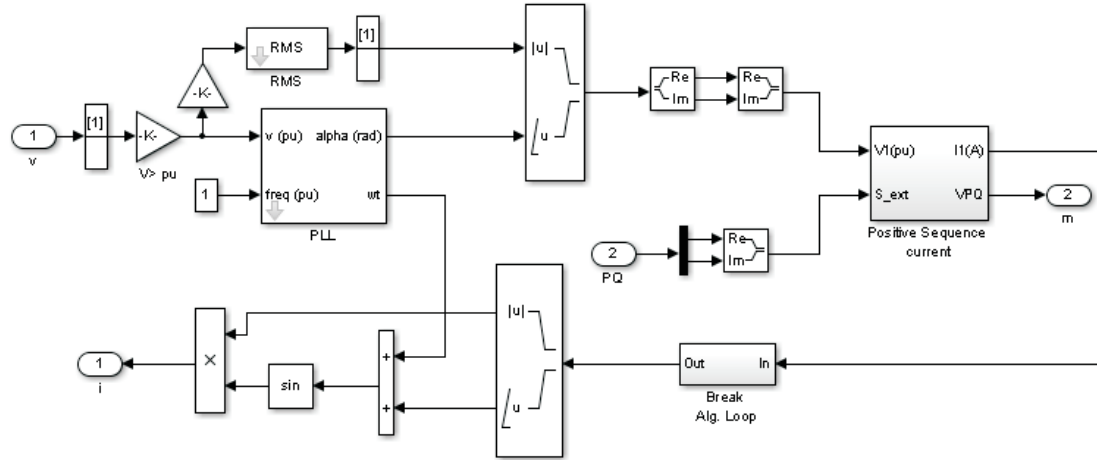 [1]
RMS
RMS
|u|
u
Re
Im
Re
Im
-K-
1
v
[1]
-K-
V> pu
v (pu)
alpha (rad)
freq (pu)
wt
PLL
1
V1(pu)
I1(A)
S_ext
VPQ
Positive Sequence
current
2
m
2
PQ
Re
Im
|u|
u
1
i
×
sin
+
+
Out
In
Break
Alg. Loop